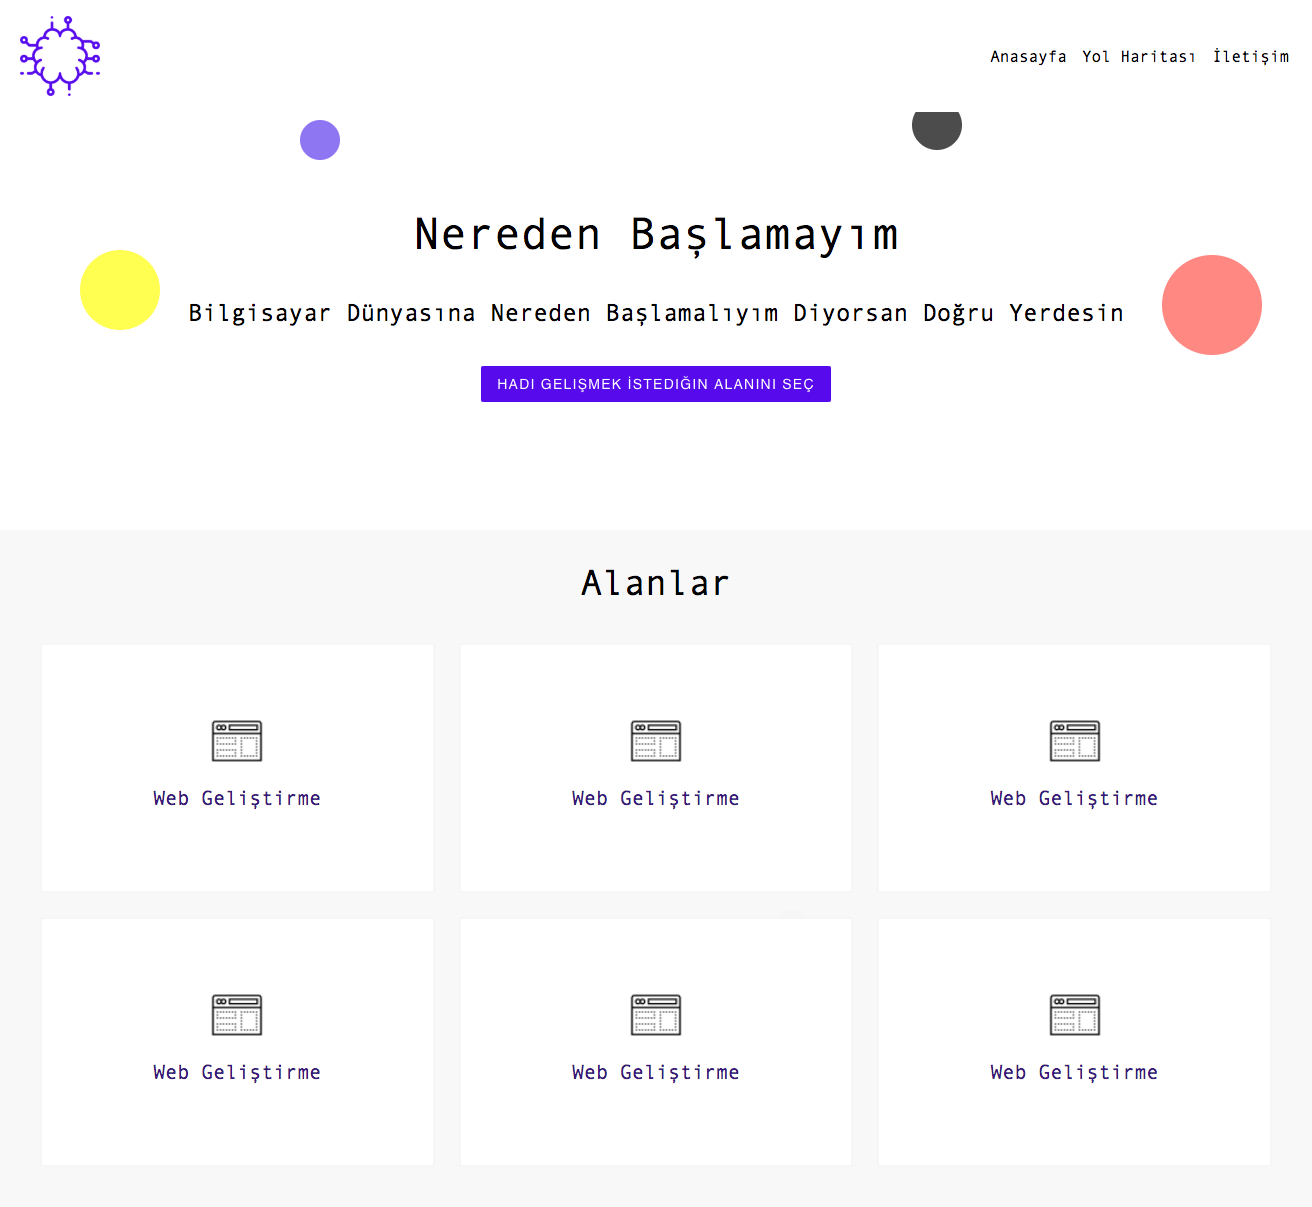 Anasayfa Yol Haritası İletişim
Nereden Başlamayım
Bilgisayar Dünyasına Nereden Başlamalıyım Diyorsan Doğru Yerdesin
HADI GELIŞMEK İSTEDIĞIN ALANINI SEÇ
Alanlar
Web Geliştirme
Web Geliştirme
Web Geliştirme
Web Geliştirme
Web Geliştirme
Web Geliştirme